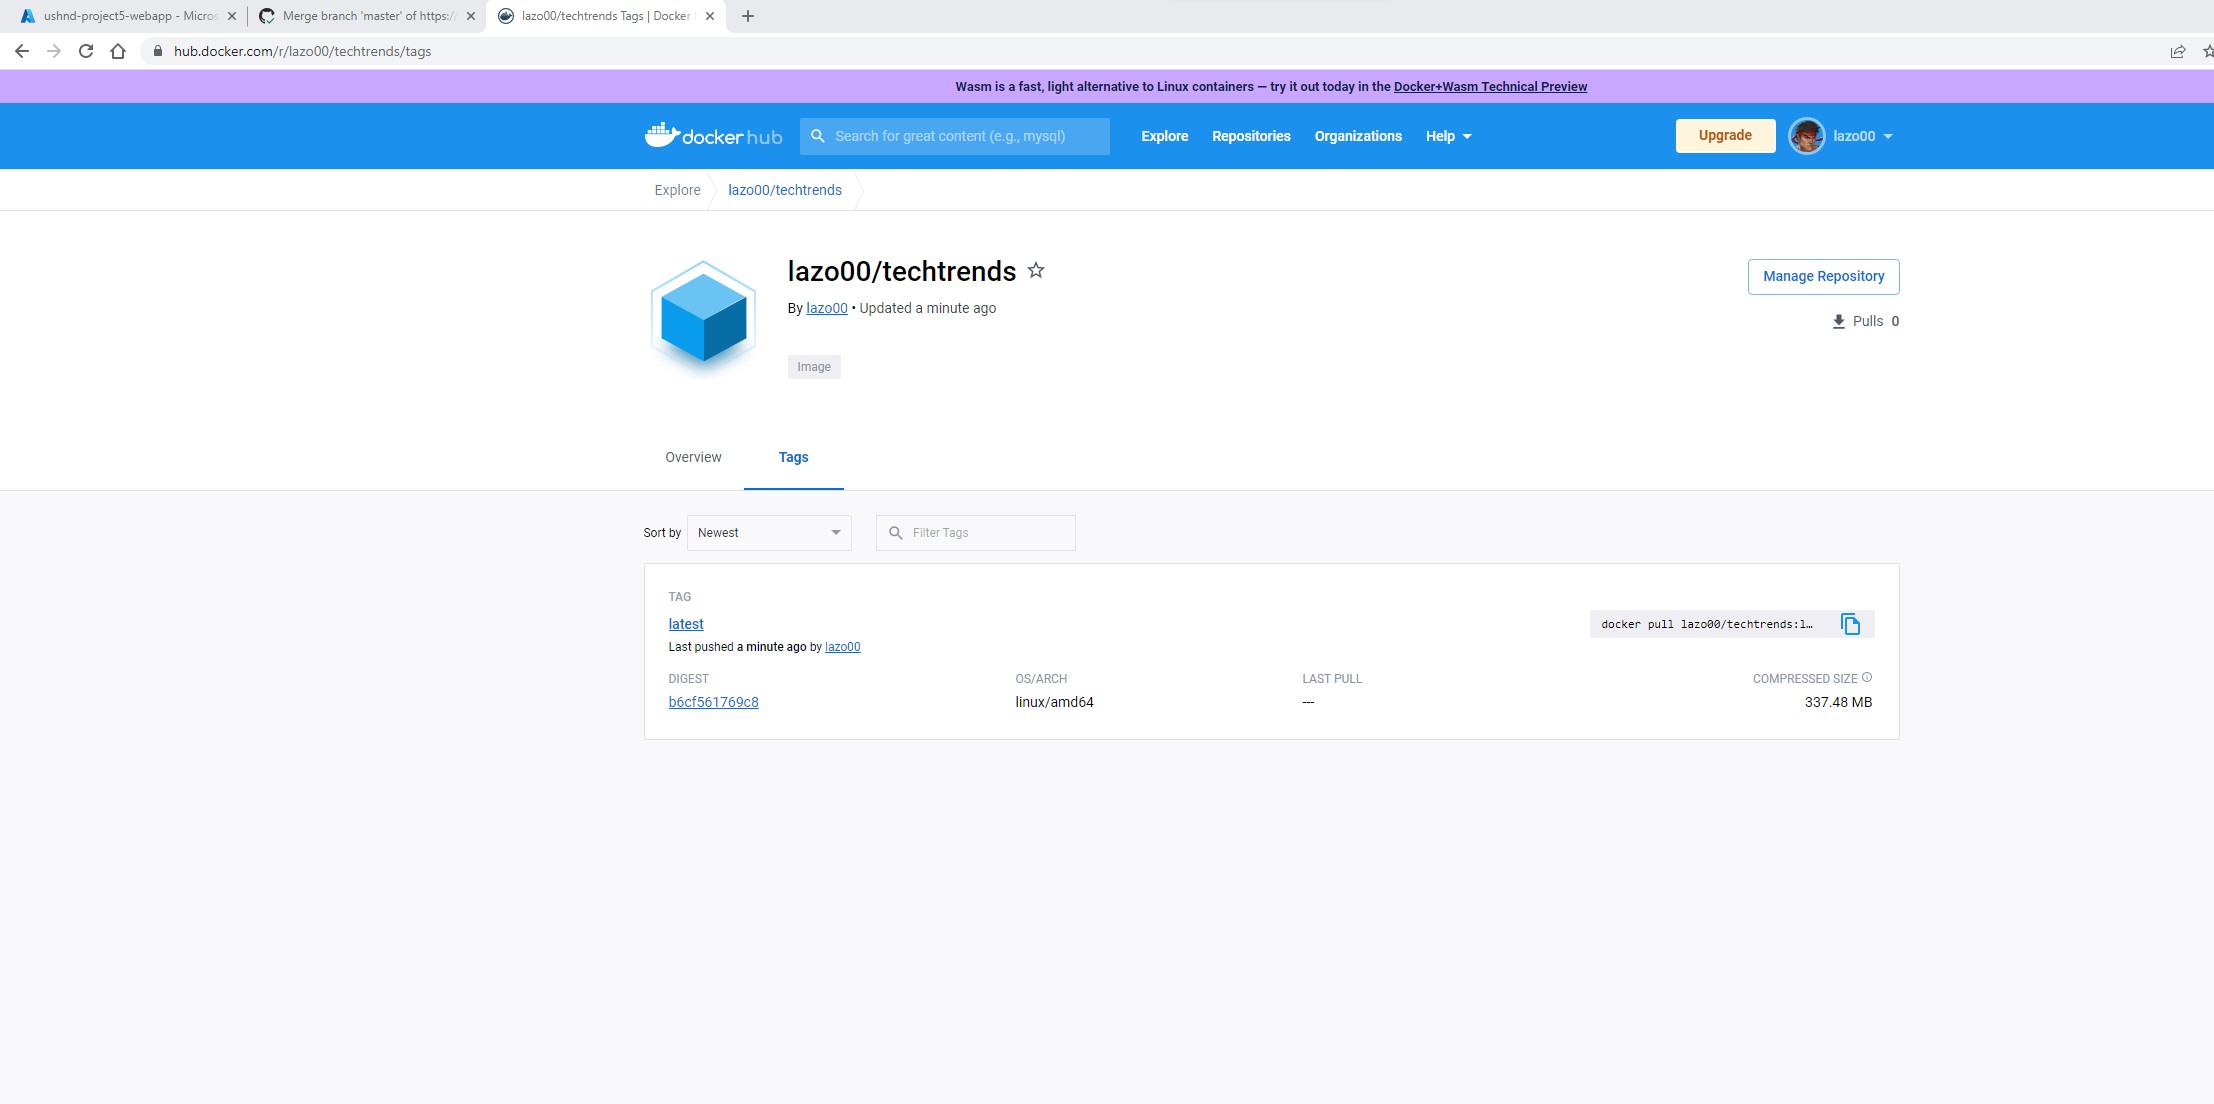 ushnd-project5-webapp - Micros
Merge branch 'master' of https:/
lazo00/techtrends Tags | Docker
hub.docker.com/r/lazo00/techtrends/tags
Wasm is a fast, light alternative to Linux containers — try it out today in the Docker+Wasm Technical Preview
docker hub
Search for great content (e.g., mysql)
Explore
Repositories
Organizations
Help
Upgrade
lazo00
Explore
lazo00/techtrends
lazo00/techtrends
Manage Repository
By lazo00 • Updated a minute ago
Pulls 0
Image
Overview
Tags
Sort by
Newest
Filter Tags
TAG
latest
docker pull lazo00/techtrends:l…
Last pushed a minute ago by lazo00
DIGEST
OS/ARCH
LAST PULL
COMPRESSED SIZE
b6cf561769c8
linux/amd64
---
337.48 MB